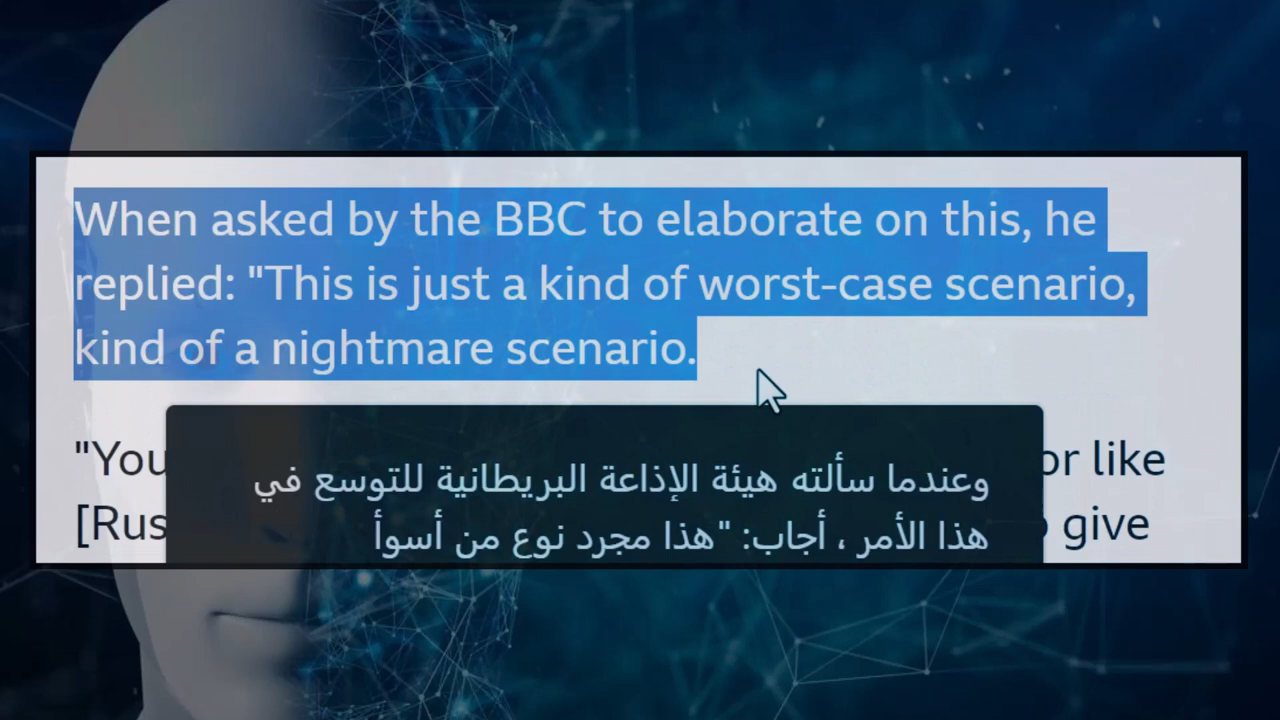 When asked by the BBC to elaborate on this, he
replied: "This is just a kind of worst-case scenario,
kind of a nightmare scenario.
"You or like
[Rus give
وعندما سألته هيئة الإذاعة البريطانية للتوسع في
هذا الأمر ، أجاب: "هذا مجرد نوع من أسوأ